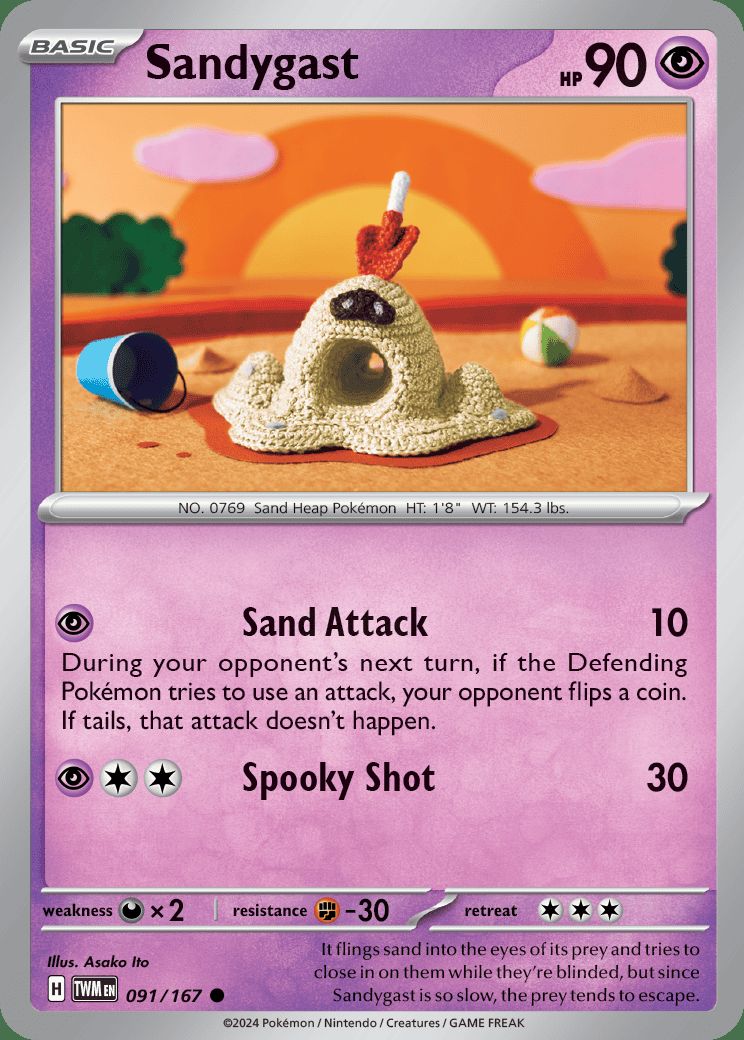 BASIC Sandygast HP 90
NO. 0769 Sand Heap Pokémon HT: 1'8" WT: 154.3 lbs.
Sand Attack 10
During your opponent's next turn, if the Defending
Pokémon tries to use an attack, your opponent flips a coin.
If tails, that attack doesn't happen.
Spooky Shot 30
weakness ×2 resistance -30 retreat
Illus. Asako Ito
H TWM EN 091/167
It flings sand into the eyes of its prey and tries to
close in on them while they're blinded, but since
Sandygast is so slow, the prey tends to escape.
©2024 Pokémon / Nintendo / Creatures / GAME FREAK